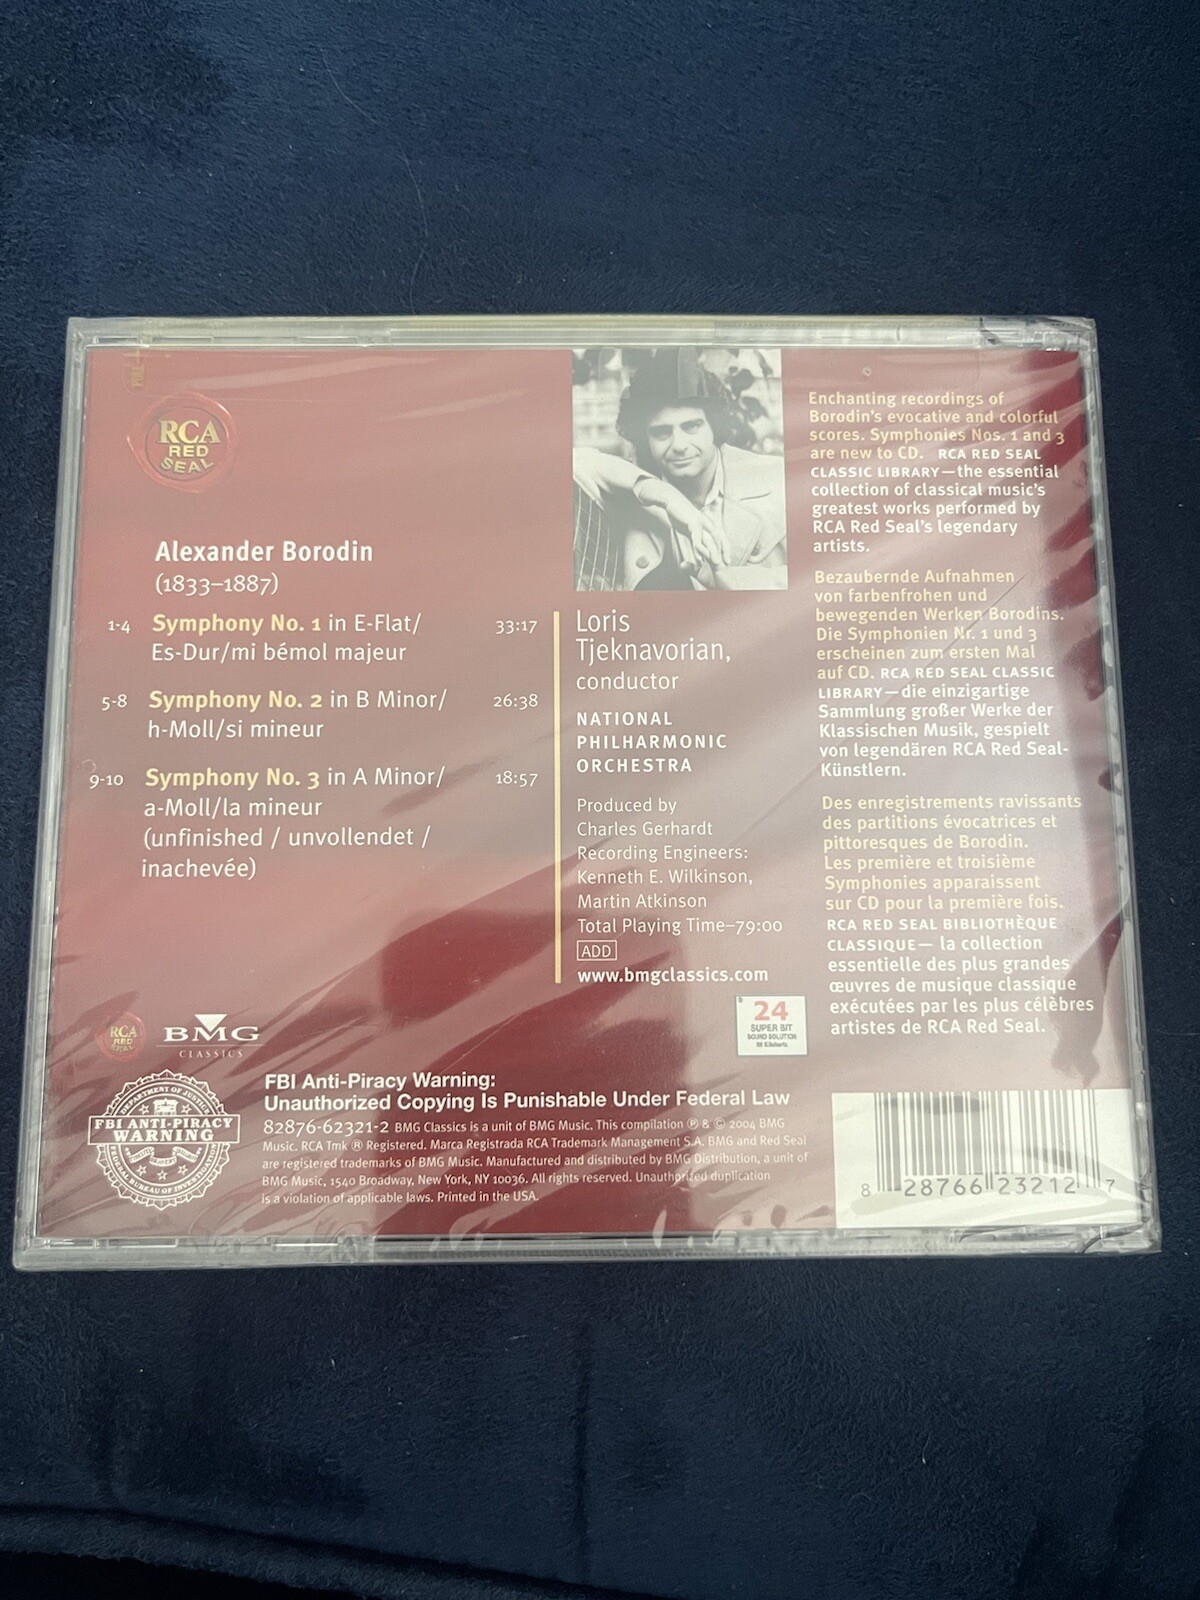 RCA
RED
SEAL
Alexander Borodin
(1833–1887)
1-4 Symphony No. 1 in E-Flat/ 33:17
Es-Dur/mi bémol majeur
5-8 Symphony No. 2 in B Minor/ 26:38
h-Moll/si mineur
9-10 Symphony No. 3 in A Minor/ 18:57
a-Moll/la mineur
(unfinished / unvollendet /
inachevée)
Loris
Tjeknavorian,
conductor
NATIONAL
PHILHARMONIC
ORCHESTRA
Produced by
Charles Gerhardt
Recording Engineers:
Kenneth E. Wilkinson,
Martin Atkinson
Total Playing Time–79:00
ADD
www.bmgclassics.com
24
SUPER BIT
SOUND SOLUTION
Enchanting recordings of
Borodin's evocative and colorful
scores. Symphonies Nos. 1 and 3
are new to CD. RCA RED SEAL
CLASSIC LIBRARY—the essential
collection of classical music's
greatest works performed by
RCA Red Seal's legendary
artists.
Bezaubernde Aufnahmen
von farbenfrohen und
bewegenden Werken Borodins.
Die Symphonien Nr. 1 und 3
erscheinen zum ersten Mal
auf CD. RCA RED SEAL CLASSIC
LIBRARY—die einzigartige
Sammlung großer Werke der
Klassischen Musik, gespielt
von legendären RCA Red Seal-
Künstlern.
Des enregistrements ravissants
des partitions évocatrices et
pittoresques de Borodin.
Les première et troisième
Symphonies apparaissent
sur CD pour la première fois.
RCA RED SEAL BIBLIOTHÈQUE
CLASSIQUE— la collection
essentielle des plus grandes
œuvres de musique classique
exécutées par les plus célèbres
artistes de RCA Red Seal.
RCA
RED
SEAL
BMG
CLASSICS
DEPARTMENT OF JUSTICE
FBI ANTI-PIRACY
WARNING
FEDERAL BUREAU OF INVESTIGATION
FBI Anti-Piracy Warning:
Unauthorized Copying Is Punishable Under Federal Law
82876-62321-2 BMG Classics is a unit of BMG Music. This compilation ℗ & © 2004 BMG
Music. RCA Tmk ® Registered. Marca Registrada RCA Trademark Management S.A. BMG and Red Seal
are registered trademarks of BMG Music. Manufactured and distributed by BMG Distribution, a unit of
BMG Music, 1540 Broadway, New York, NY 10036. All rights reserved. Unauthorized duplication
is a violation of applicable laws. Printed in the USA.
8 28766 23212 7